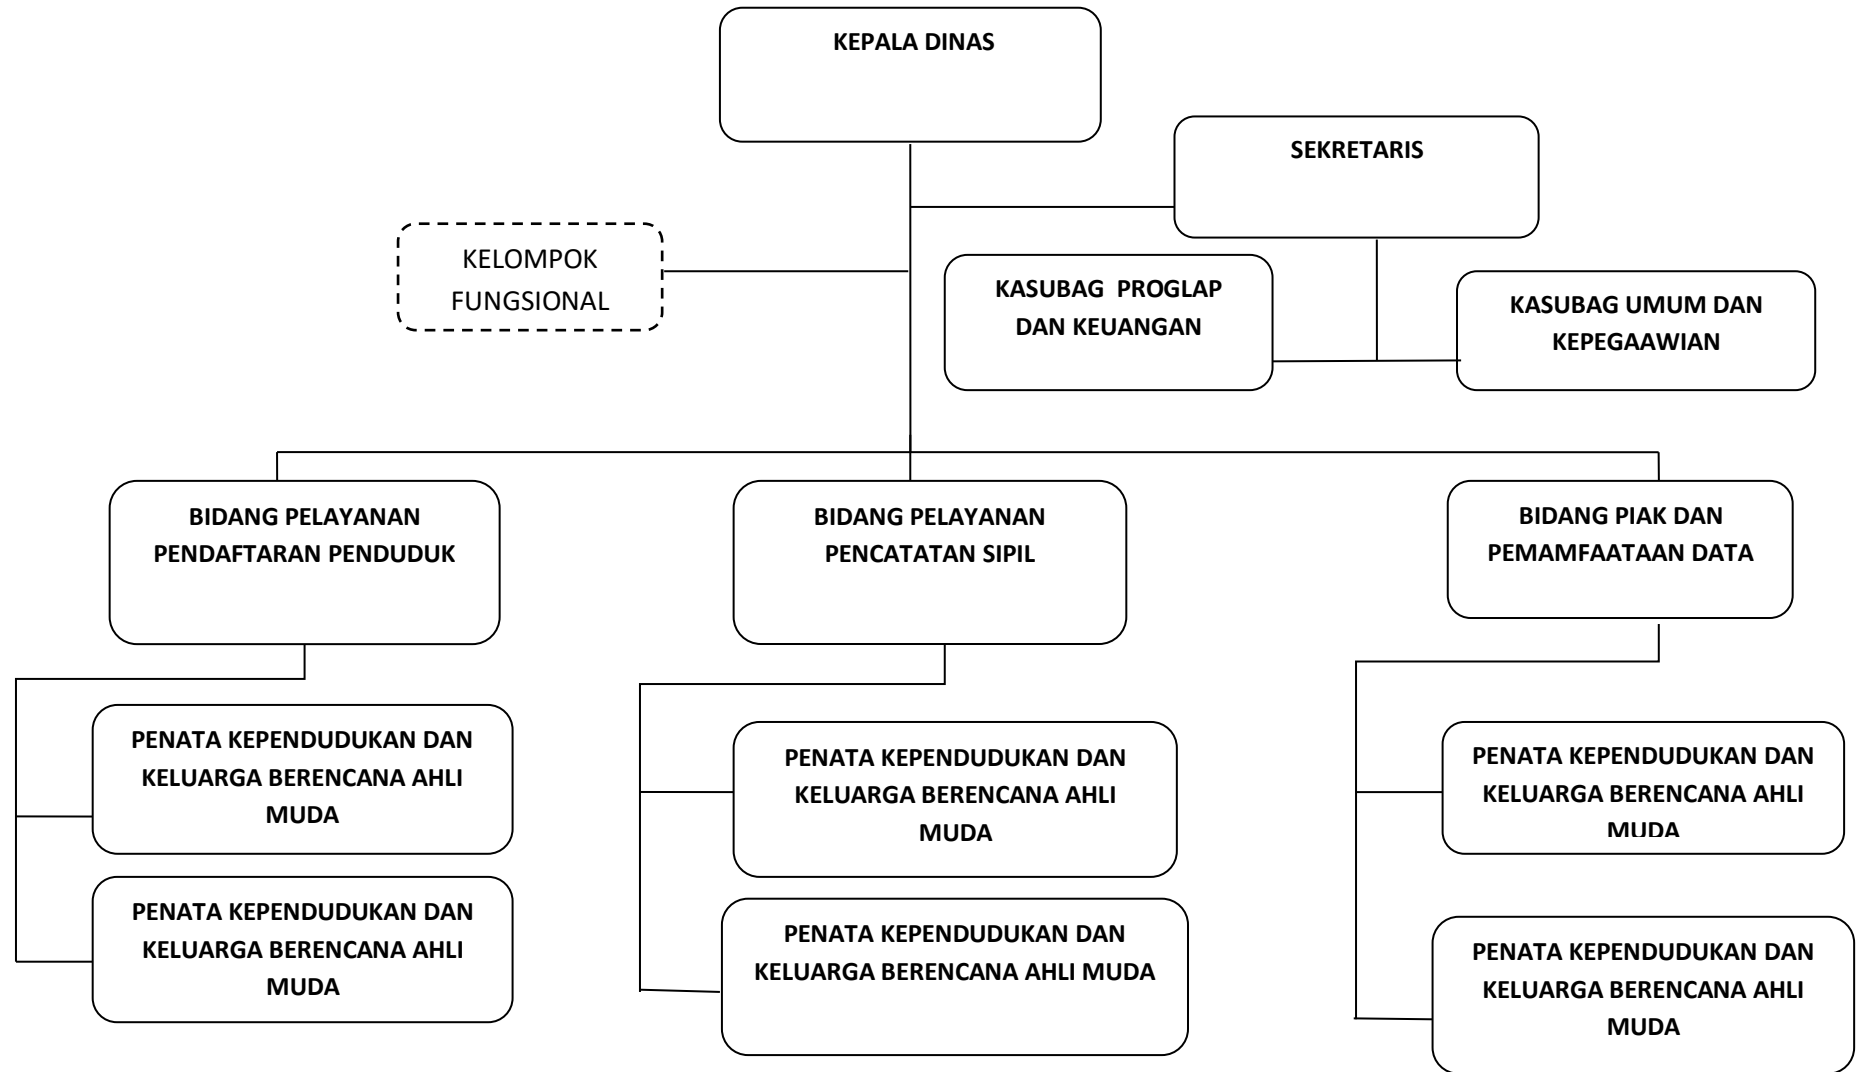 KEPALA DINAS
SEKRETARIS
KELOMPOK
FUNGSIONAL
KASUBAG PROGLAP
DAN KEUANGAN
KASUBAG UMUM DAN
KEPEGAAWIAN
BIDANG PELAYANAN
PENDAFTARAN PENDUDUK
BIDANG PELAYANAN
PENCATATAN SIPIL
BIDANG PIAK DAN
PEMAMFAATAAN DATA
PENATA KEPENDUDUKAN DAN
KELUARGA BERENCANA AHLI
MUDA
PENATA KEPENDUDUKAN DAN
KELUARGA BERENCANA AHLI
MUDA
PENATA KEPENDUDUKAN DAN
KELUARGA BERENCANA AHLI
MUDA
PENATA KEPENDUDUKAN DAN
KELUARGA BERENCANA AHLI
MUDA
PENATA KEPENDUDUKAN DAN
KELUARGA BERENCANA AHLI MUDA
PENATA KEPENDUDUKAN DAN
KELUARGA BERENCANA AHLI
MUDA